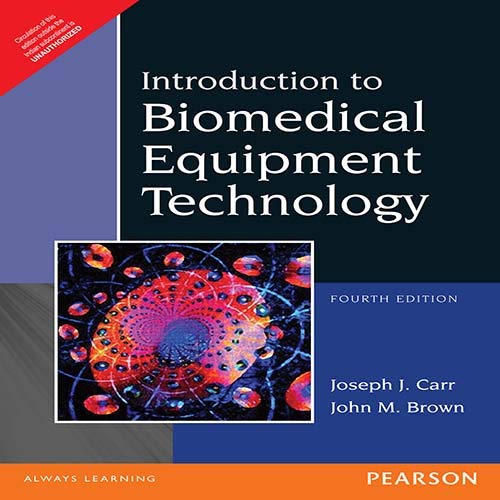 Circulation of this
edition outside the
Indian subcontinent is
UNAUTHORIZED
Introduction to
Biomedical
Equipment
Technology
FOURTH EDITION
Joseph J. Carr
John M. Brown
ALWAYS LEARNING
PEARSON